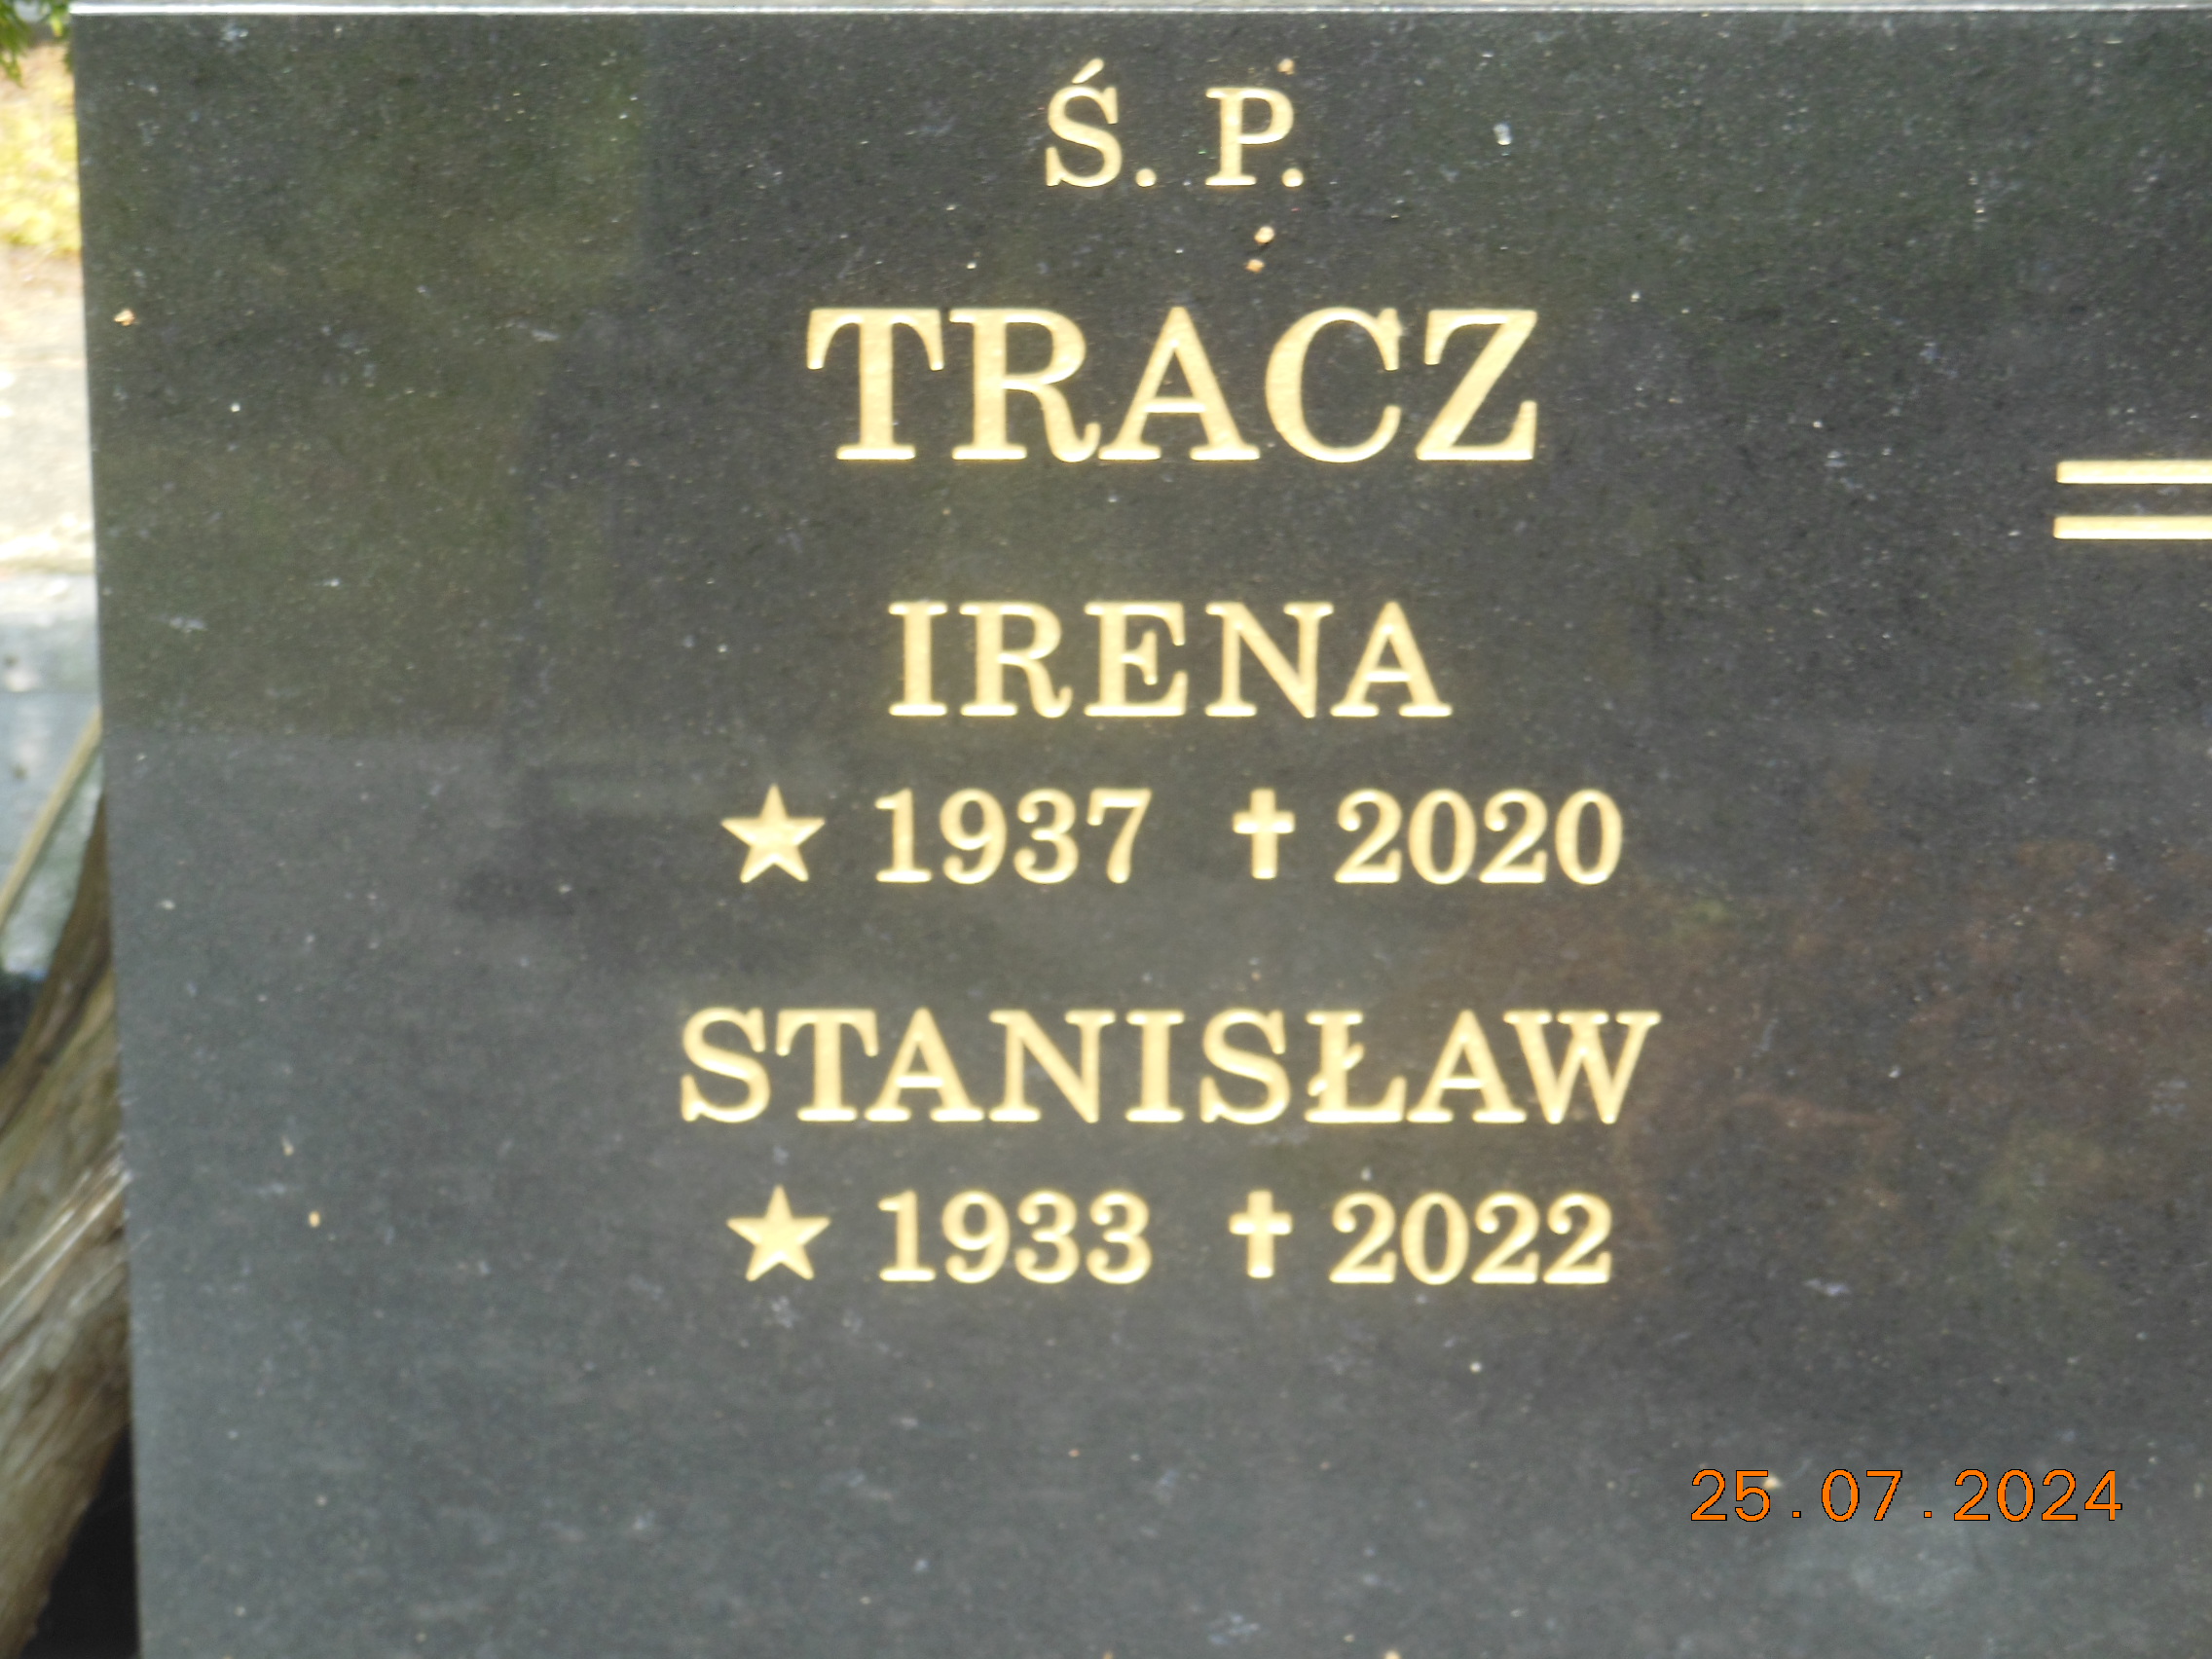 Ś. P.
TRACZ
IRENA
★ 1937 ✝ 2020
STANISŁAW
★ 1933 ✝ 2022
25.07.2024